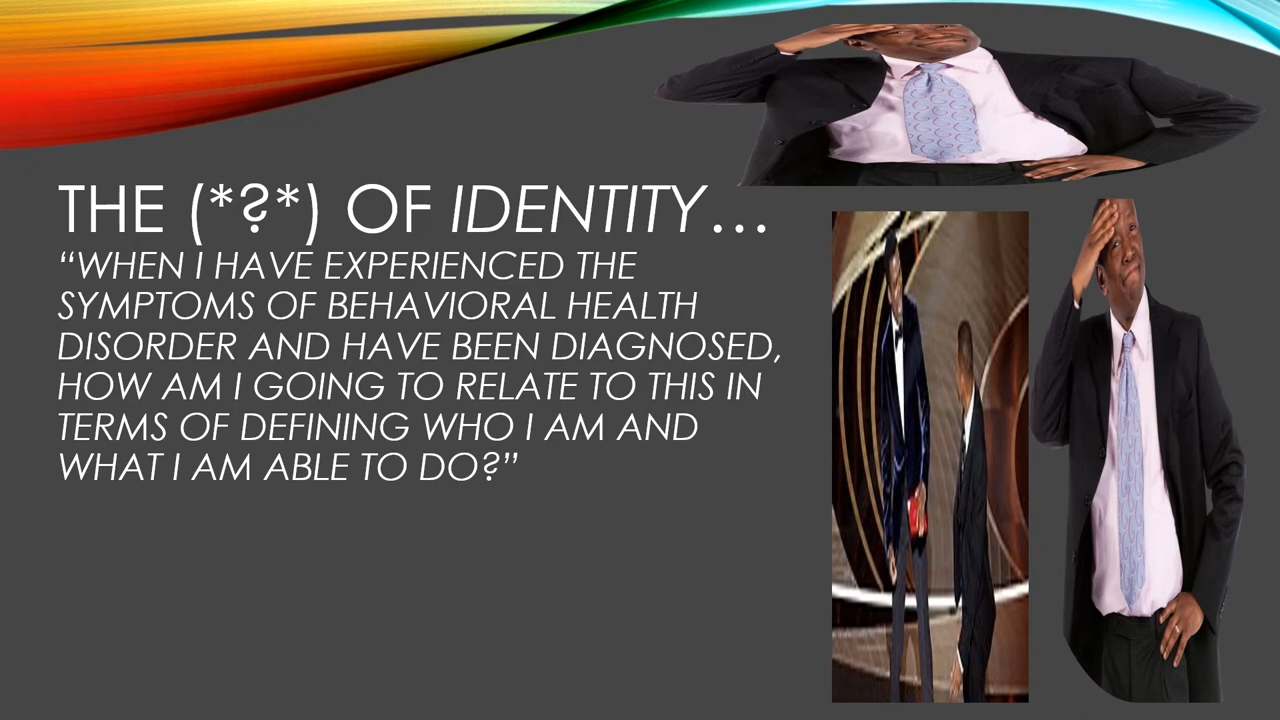 THE (*?*) OF IDENTITY…
“WHEN I HAVE EXPERIENCED THE
SYMPTOMS OF BEHAVIORAL HEALTH
DISORDER AND HAVE BEEN DIAGNOSED,
HOW AM I GOING TO RELATE TO THIS IN
TERMS OF DEFINING WHO I AM AND
WHAT I AM ABLE TO DO?”